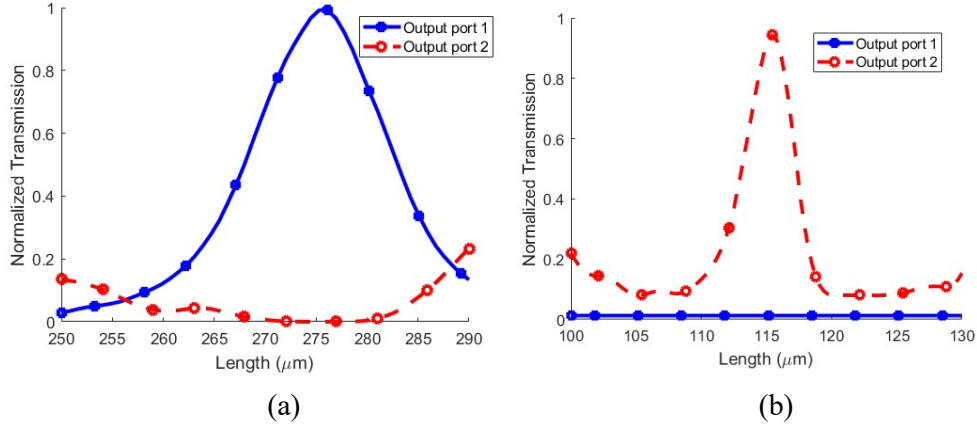 Normalized Transmission
1
0.8
0.6
0.4
0.2
0
250 255 260 265 270 275 280 285 290
Length (μm)
Output port 1
Output port 2
(a)
Normalized Transmission
1
0.8
0.6
0.4
0.2
0
100 105 110 115 120 125 130
Length (μm)
Output port 1
Output port 2
(b)